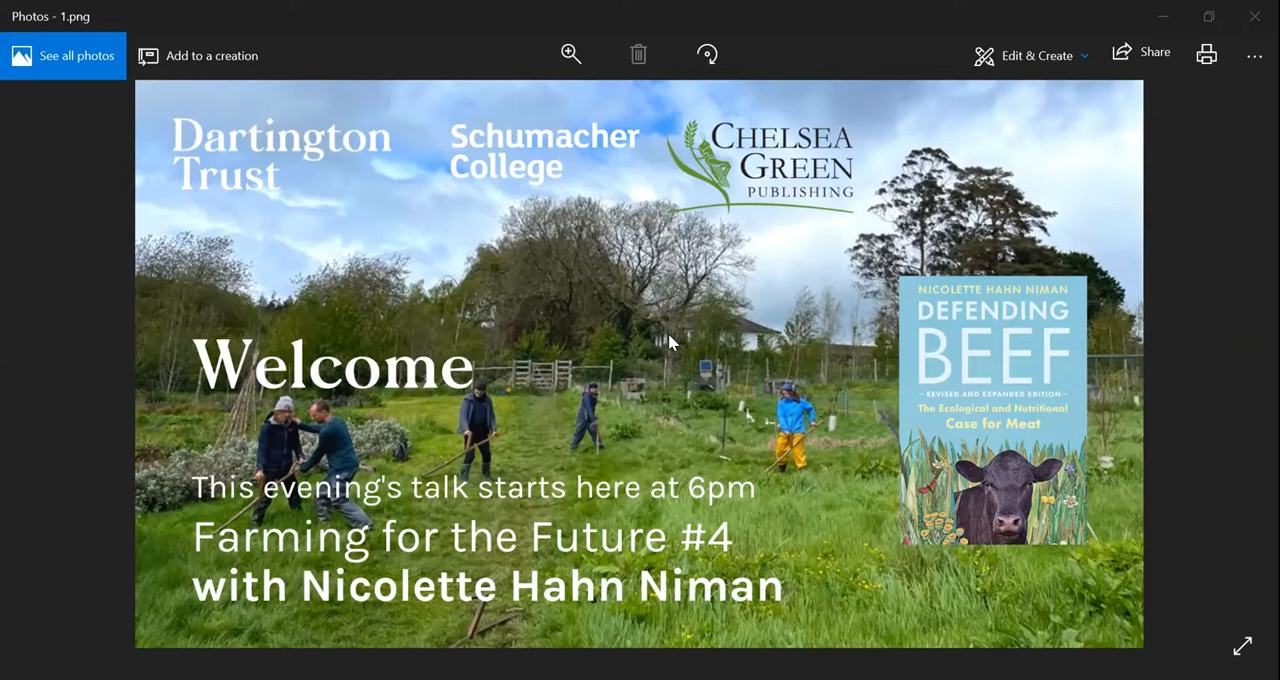 Photos - 1.png
See all photos
Add to a creation
Edit & Create
Share
Dartington
Trust
Schumacher
College
CHELSEA
GREEN
PUBLISHING
Welcome
This evening's talk starts here at 6pm
Farming for the Future #4
with Nicolette Hahn Niman
NICOLETTE HAHN NIMAN
DEFENDING
BEEF
REVISED AND EXPANDED EDITION
The Ecological and Nutritional
Case for Meat